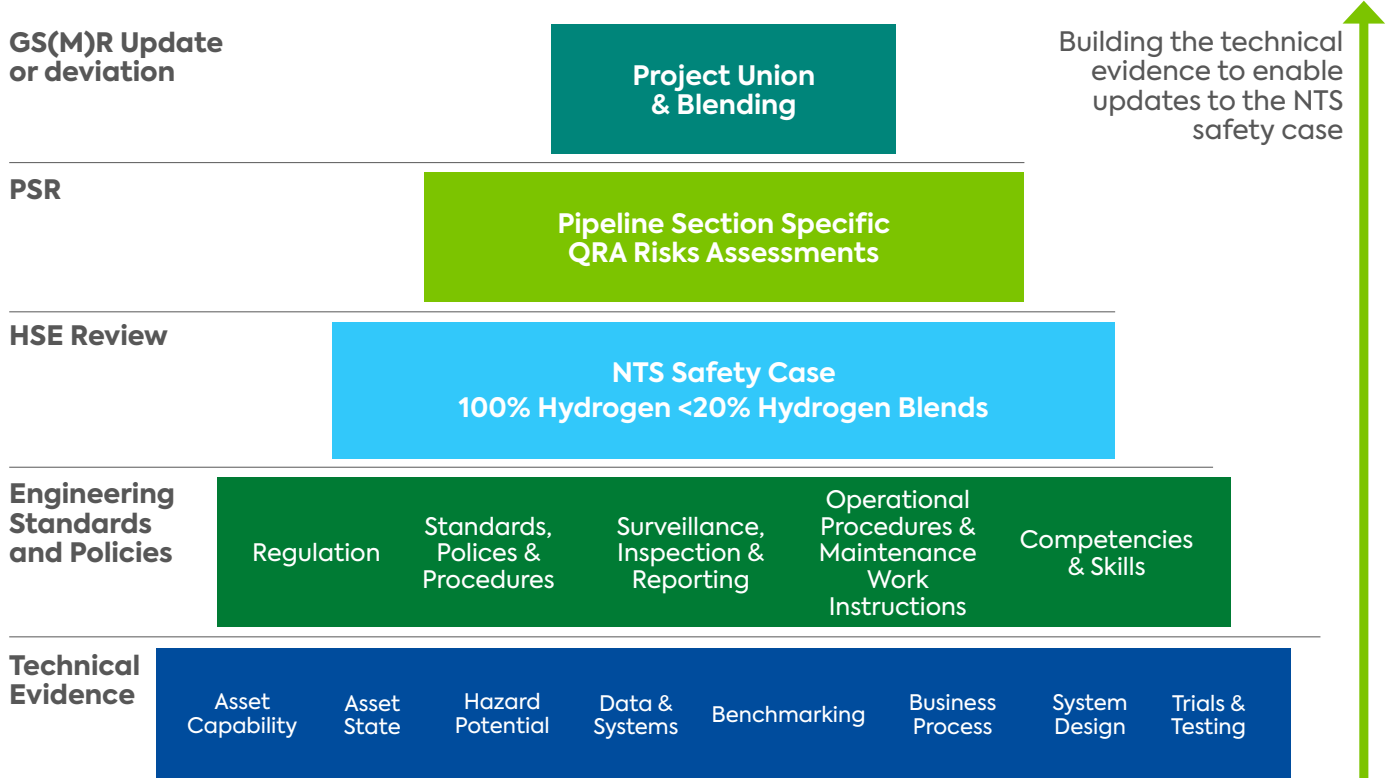 GS(M)R Update
or deviation
Project Union
& Blending
Building the technical
evidence to enable
updates to the NTS
safety case
PSR
Pipeline Section Specific
QRA Risks Assessments
HSE Review
NTS Safety Case
100% Hydrogen <20% Hydrogen Blends
Engineering
Standards
and Policies
Regulation
Standards,
Polices &
Procedures
Surveillance,
Inspection &
Reporting
Operational
Procedures &
Maintenance
Work
Instructions
Competencies
& Skills
Technical
Evidence
Asset
Capability
Asset
State
Hazard
Potential
Data &
Systems
Benchmarking
Business
Process
System
Design
Trials &
Testing